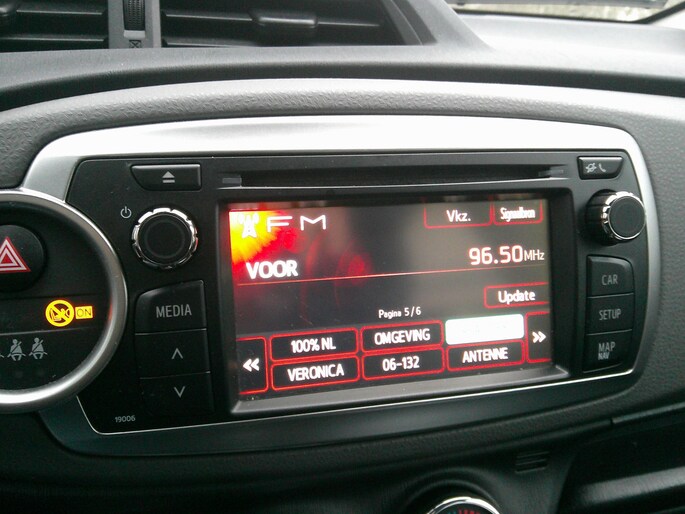 FM
Vkz.
Signaalbron
VOOR
96.50MHz
Update
Pagina 5/6
100% NL
OMGEVING
VERONICA
06-132
ANTENNE
MEDIA
CAR
SETUP
MAP
NAV
ON
19006